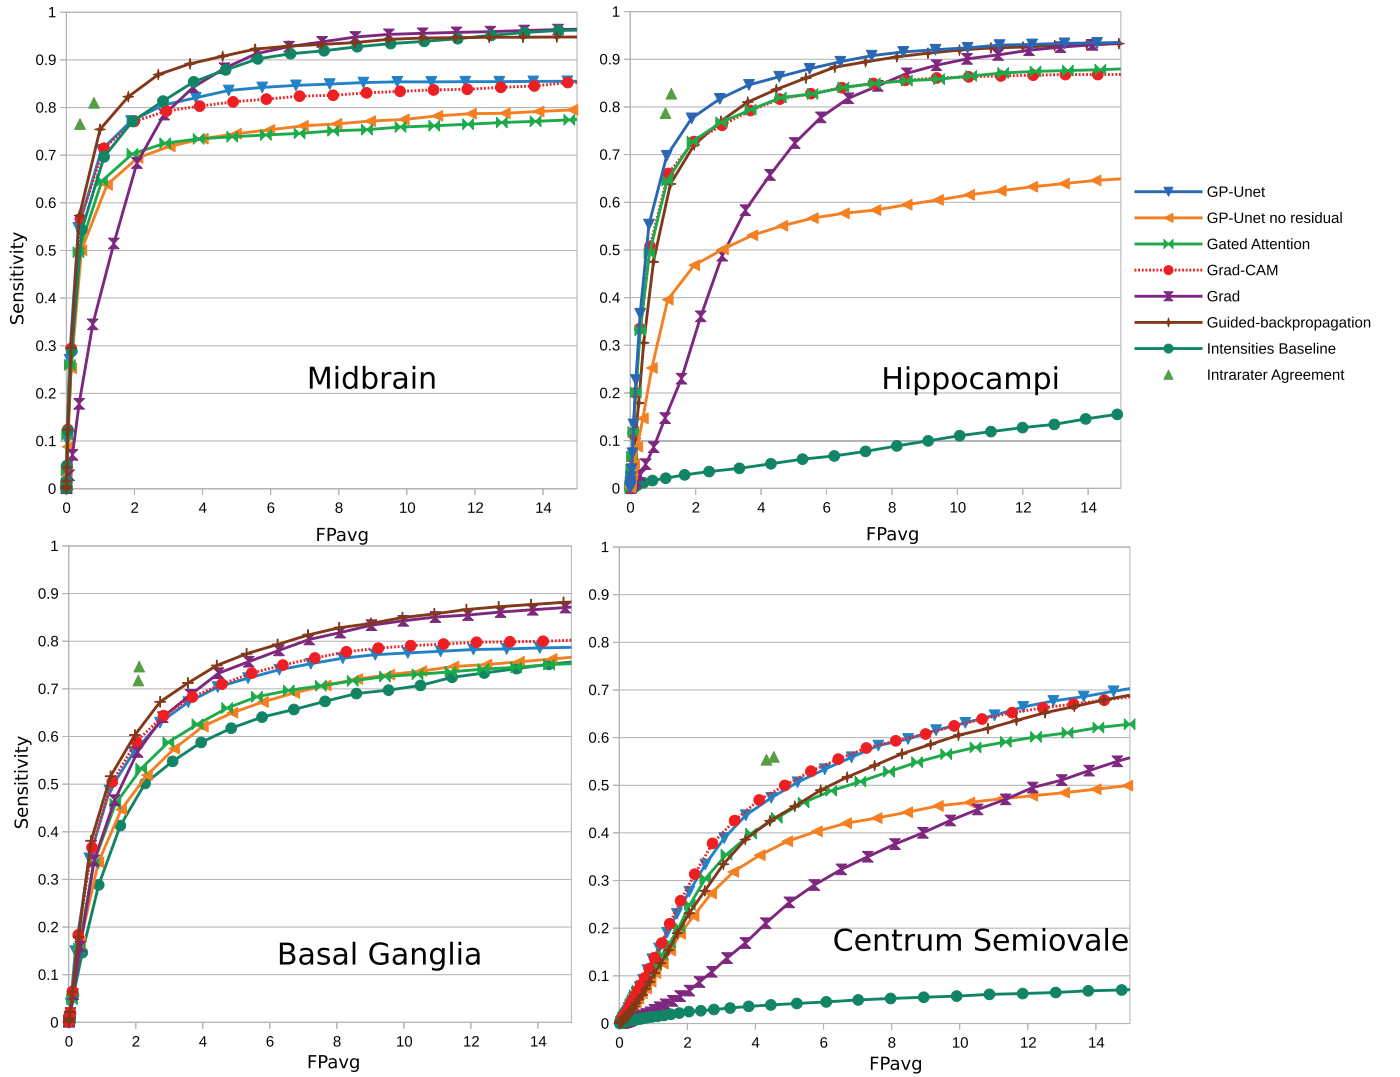 1
0.9
0.8
0.7
0.6
0.5
0.4
0.3
0.2
0.1
0
Sensitivity
Midbrain
0 2 4 6 8 10 12 14
FPavg
1
0.9
0.8
0.7
0.6
0.5
0.4
0.3
0.2
0.1
0
Hippocampi
0 2 4 6 8 10 12 14
FPavg
GP-Unet
GP-Unet no residual
Gated Attention
Grad-CAM
Grad
Guided-backpropagation
Intensities Baseline
Intrarater Agreement
1
0.9
0.8
0.7
0.6
0.5
0.4
0.3
0.2
0.1
0
Sensitivity
Basal Ganglia
0 2 4 6 8 10 12 14
FPavg
1
0.9
0.8
0.7
0.6
0.5
0.4
0.3
0.2
0.1
0
Centrum Semiovale
0 2 4 6 8 10 12 14
FPavg